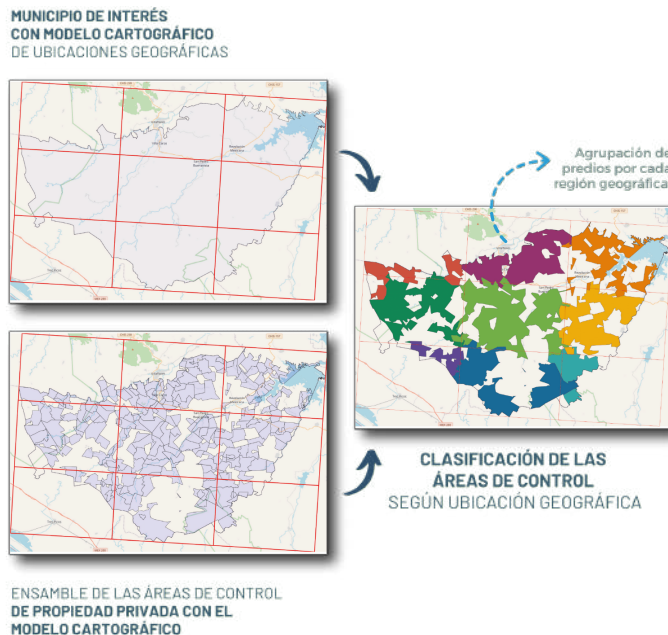 MUNICIPIO DE INTERÉS
CON MODELO CARTOGRÁFICO
DE UBICACIONES GEOGRÁFICAS
Agrupación de
predios por cada
región geográfica
CLASIFICACIÓN DE LAS
ÁREAS DE CONTROL
SEGÚN UBICACIÓN GEOGRÁFICA
ENSAMBLE DE LAS ÁREAS DE CONTROL
DE PROPIEDAD PRIVADA CON EL
MODELO CARTOGRÁFICO